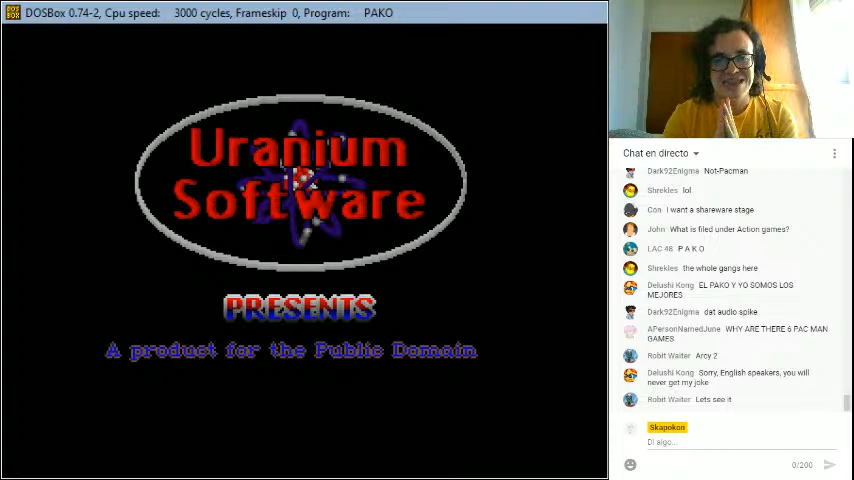 DOSBox 0.74-2, Cpu speed: 3000 cycles, Frameskip 0, Program: PAKO
Uranium
Software
PRESENTS
A product for the Public Domain
Chat en directo
Dark92Enigma Not-Pacman
Shrekles lol
Con I want a shareware stage
John What is filed under Action games?
LAC 48 P A K O
Shrekles the whole gangs here
Delushi Kong EL PAKO Y YO SOMOS LOS
MEJORES
Dark92Enigma dat audio spike
APersonNamedJune WHY ARE THERE 6 PAC MAN
GAMES
Robit Waiter Arcy 2
Delushi Kong Sorry, English speakers, you will
never get my joke
Robit Waiter Lets see it
Skapokon
Di algo...
0/200